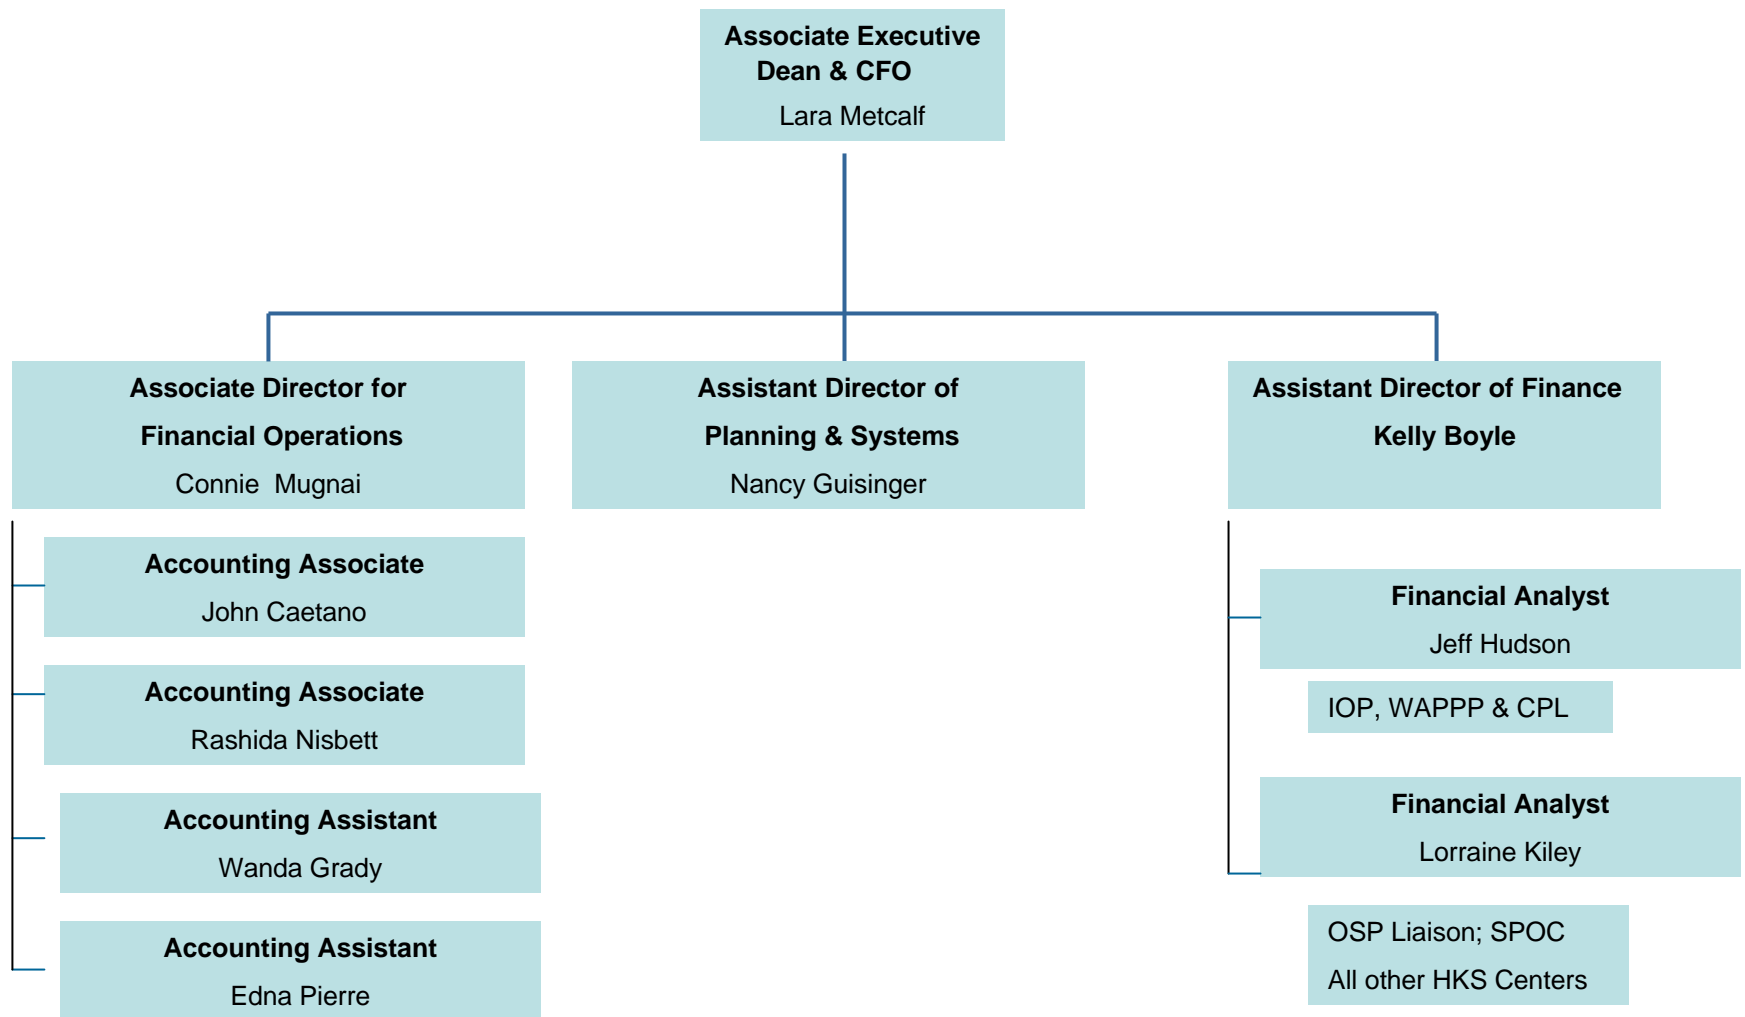 Associate Executive
Dean & CFO
Lara Metcalf
Associate Director for
Financial Operations
Connie  Mugnai
Assistant Director of
Planning & Systems
Nancy Guisinger
Assistant Director of Finance
Kelly Boyle
Accounting Associate
John Caetano
Accounting Associate
Rashida Nisbett
Accounting Assistant
Wanda Grady
Accounting Assistant
Edna Pierre
Financial Analyst
Jeff Hudson
IOP, WAPPP & CPL
Financial Analyst
Lorraine Kiley
OSP Liaison; SPOC
All other HKS Centers